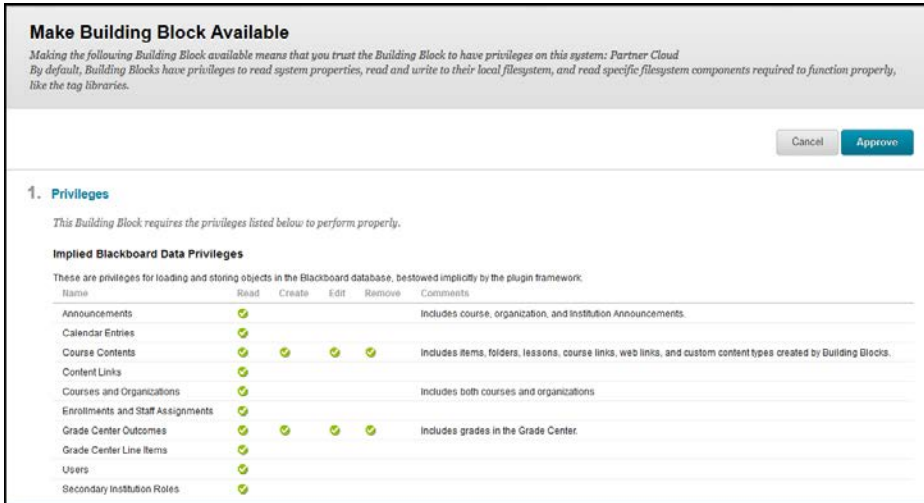 Make Building Block Available
Making the following Building Block available means that you trust the Building Block to have privileges on this system: Partner Cloud
By default, Building Blocks have privileges to read system properties, read and write to their local filesystem, and read specific filesystem components required to function properly,
like the tag libraries.
Cancel Approve
1. Privileges
This Building Block requires the privileges listed below to perform properly.
Implied Blackboard Data Privileges
These are privileges for loading and storing objects in the Blackboard database, bestowed implicitly by the plugin framework.
Name Read Create Edit Remove Comments
Announcements Includes course, organization, and Institution Announcements.
Calendar Entries
Course Contents Includes items, folders, lessons, course links, web links, and custom content types created by Building Blocks.
Content Links
Courses and Organizations Includes both courses and organizations
Enrollments and Staff Assignments
Grade Center Outcomes Includes grades in the Grade Center.
Grade Center Line Items
Users
Secondary Institution Roles